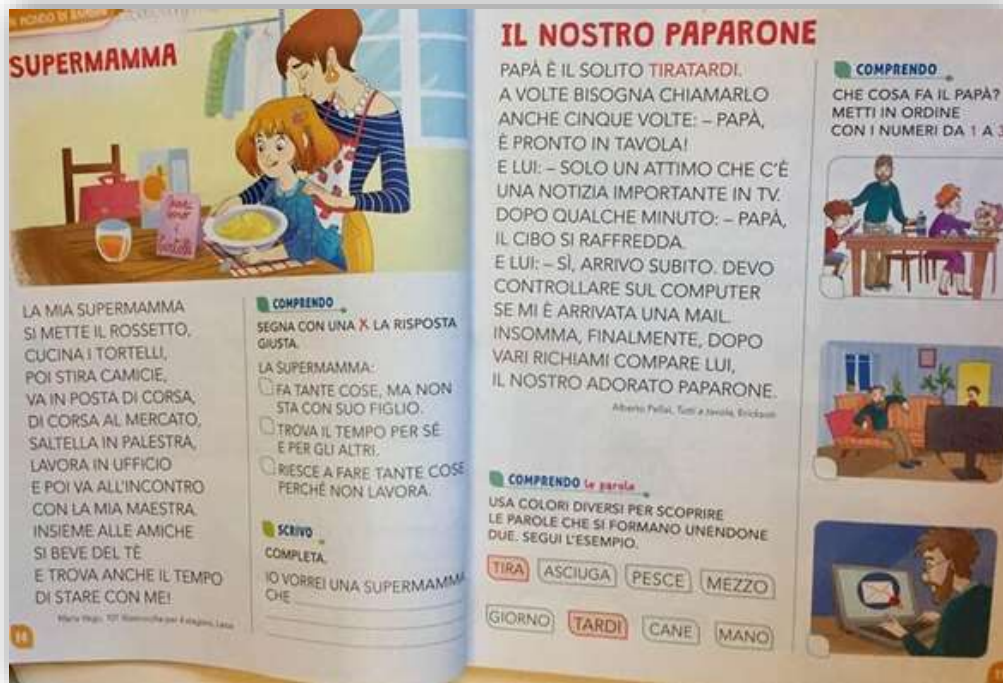 MONDO DI BAMBINI
SUPERMAMMA
LA MIA SUPERMAMMA
SI METTE IL ROSSETTO,
CUCINA I TORTELLI,
POI STIRA CAMICIE,
VA IN POSTA DI CORSA,
DI CORSA AL MERCATO,
SALTELLA IN PALESTRA,
LAVORA IN UFFICIO
E POI VA ALL'INCONTRO
CON LA MIA MAESTRA.
INSIEME ALLE AMICHE
SI BEVE DEL TÈ
E TROVA ANCHE IL TEMPO
DI STARE CON ME!
COMPRENDO
SEGNA CON UNA X LA RISPOSTA
GIUSTA.
LA SUPERMAMMA:
FA TANTE COSE, MA NON
STA CON SUO FIGLIO.
TROVA IL TEMPO PER SÉ
E PER GLI ALTRI.
RIESCE A FARE TANTE COSE
PERCHÉ NON LAVORA.
SCRIVO
COMPLETA.
IO VORREI UNA SUPERMAMMA
CHE
IL NOSTRO PAPARONE
PAPÀ È IL SOLITO TIRATARDI.
A VOLTE BISOGNA CHIAMARLO
ANCHE CINQUE VOLTE: – PAPÀ,
È PRONTO IN TAVOLA!
E LUI: – SOLO UN ATTIMO CHE C'È
UNA NOTIZIA IMPORTANTE IN TV.
DOPO QUALCHE MINUTO: – PAPÀ,
IL CIBO SI RAFFREDDA.
E LUI: – SÌ, ARRIVO SUBITO. DEVO
CONTROLLARE SUL COMPUTER
SE MI È ARRIVATA UNA MAIL.
INSOMMA, FINALMENTE, DOPO
VARI RICHIAMI COMPARE LUI,
IL NOSTRO ADORATO PAPARONE.
Alberto Pellai, Tutti a tavola, Erickson
COMPRENDO le parole
USA COLORI DIVERSI PER SCOPRIRE
LE PAROLE CHE SI FORMANO UNENDONE
DUE. SEGUI L'ESEMPIO.
TIRA ASCIUGA PESCE MEZZO
GIORNO TARDI CANE MANO
COMPRENDO
CHE COSA FA IL PAPÀ?
METTI IN ORDINE
CON I NUMERI DA 1 A 3